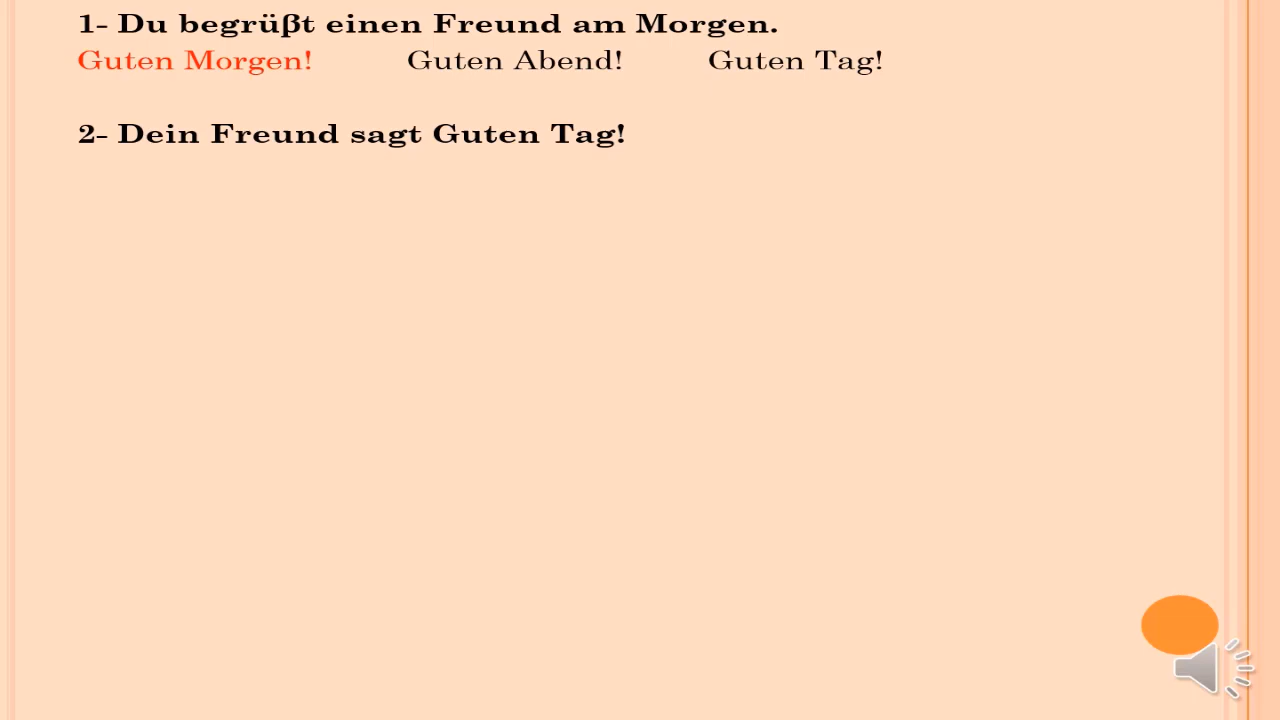 1- Du begrüβt einen Freund am Morgen.
Guten Morgen! Guten Abend! Guten Tag!
2- Dein Freund sagt Guten Tag!